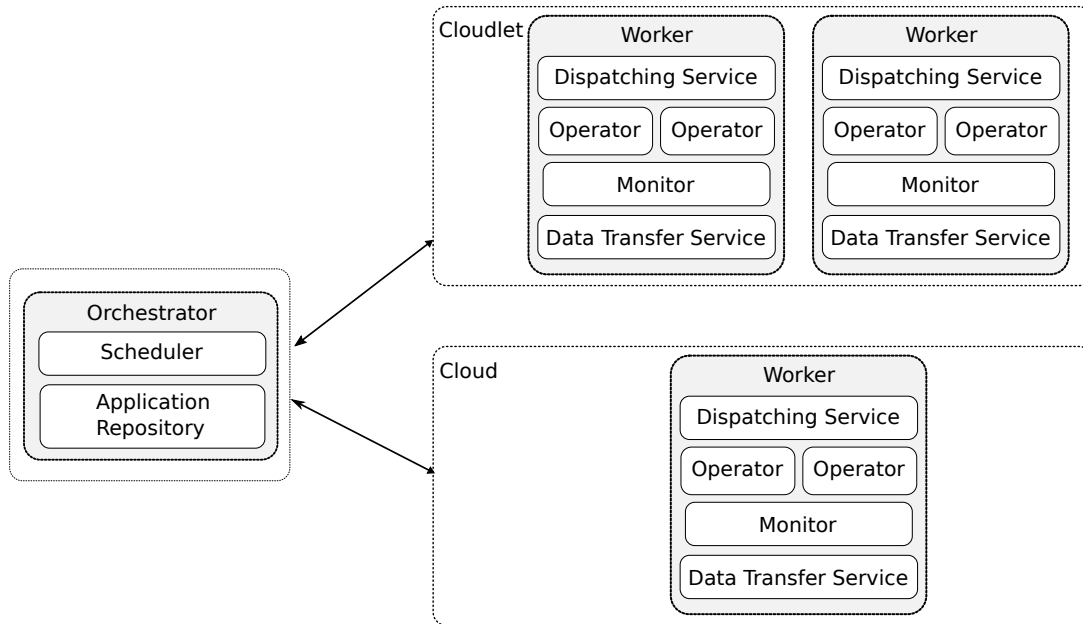 Cloudlet
Worker
Dispatching Service
Operator Operator
Monitor
Data Transfer Service
Worker
Dispatching Service
Operator Operator
Monitor
Data Transfer Service
Orchestrator
Scheduler
Application
Repository
Cloud
Worker
Dispatching Service
Operator Operator
Monitor
Data Transfer Service